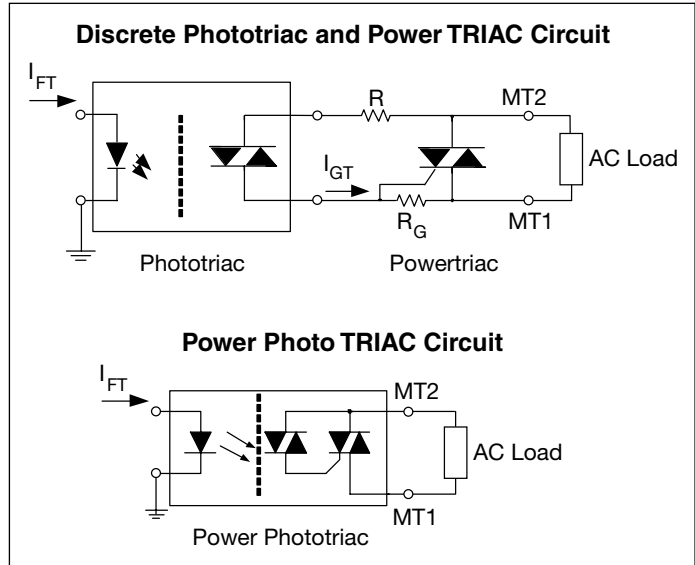 Discrete Phototriac and Power TRIAC Circuit
I_FT
R
MT2
AC Load
I_GT
R_G
MT1
Phototriac
Powertriac
Power Photo TRIAC Circuit
I_FT
MT2
AC Load
MT1
Power Phototriac